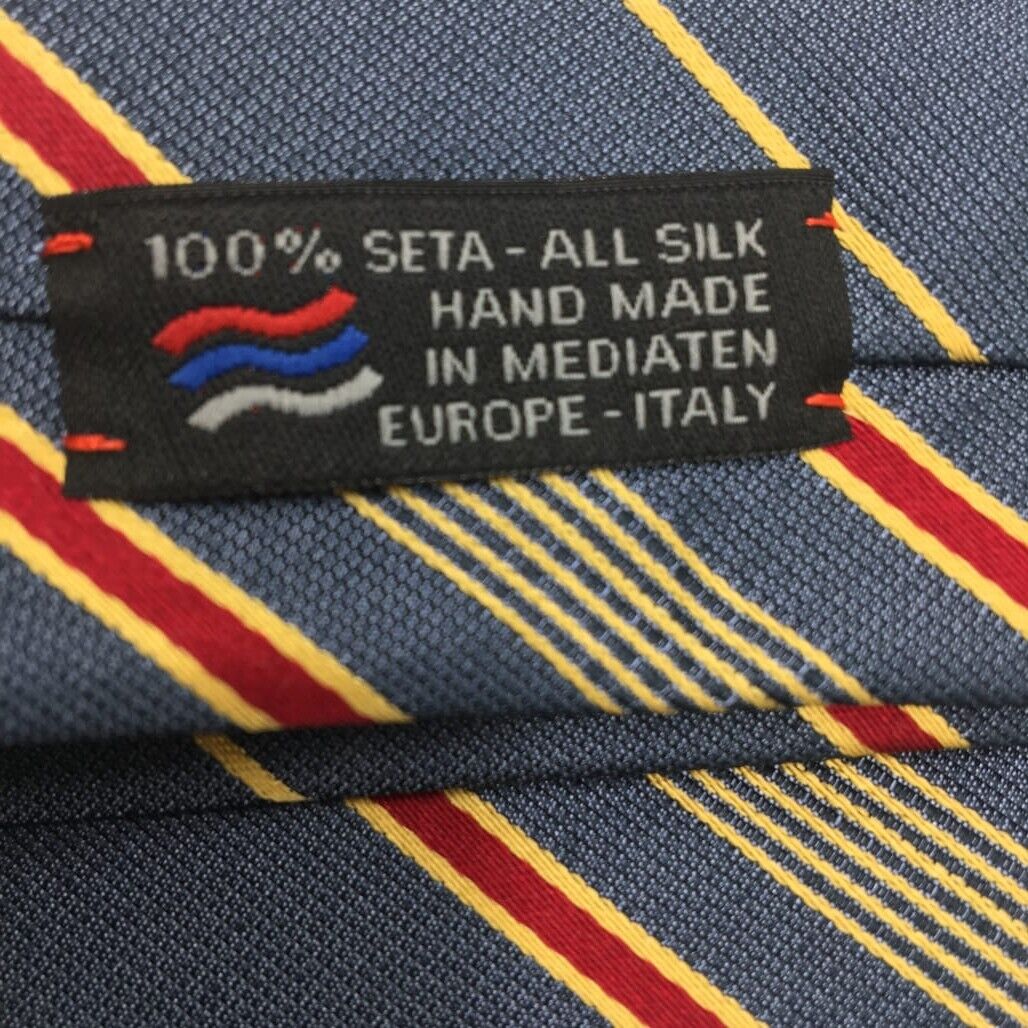 100% SETA - ALL SILK
HAND MADE
IN MEDIATEN
EUROPE - ITALY